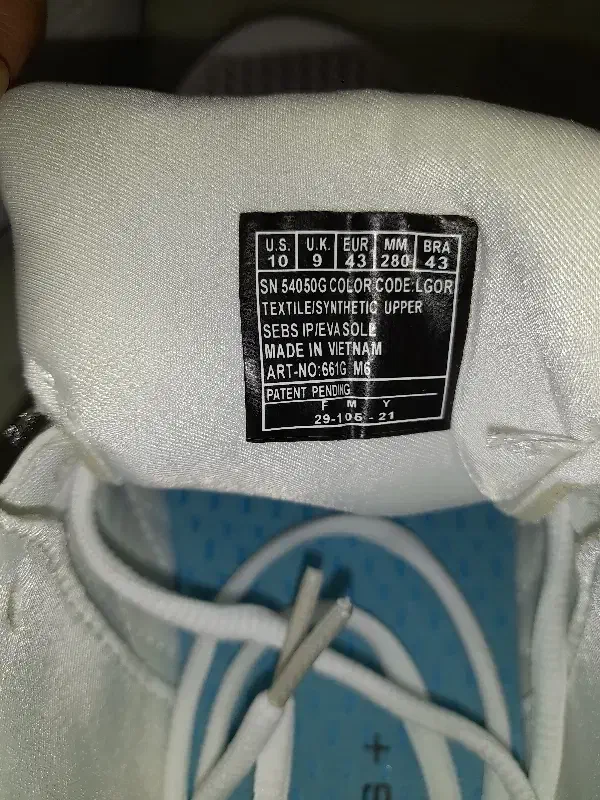 U.S. U.K. EUR MM BRA
10 9 43 280 43
SN 54050G COLOR CODE:LGOR
TEXTILE/SYNTHETIC UPPER
SEBS IP/EVA SOLE
MADE IN VIETNAM
ART-NO:661G M6
PATENT PENDING
F M Y
29-105-21